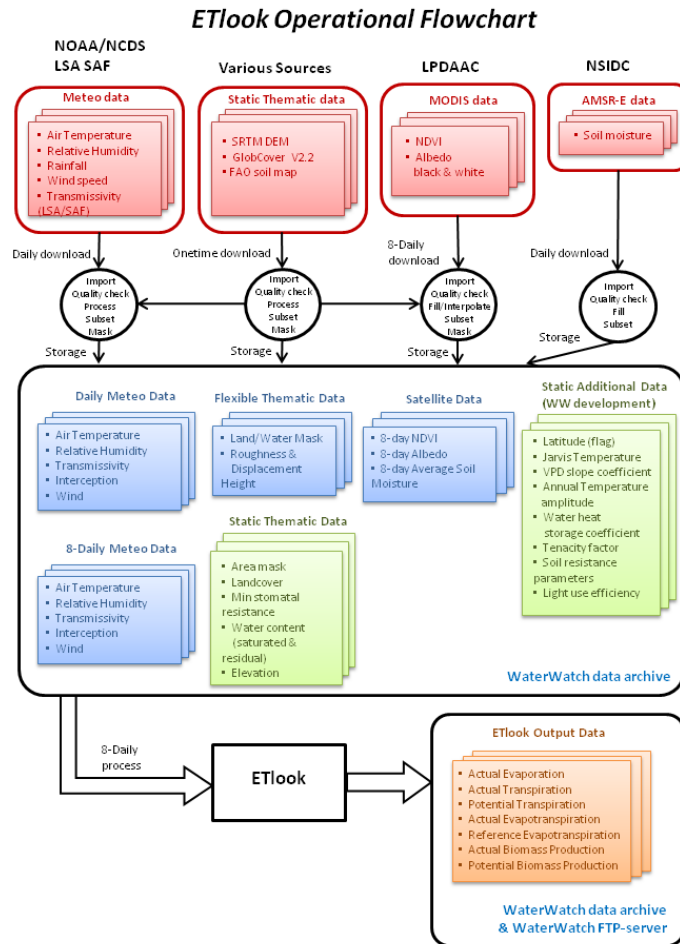 ETlook Operational Flowchart
NOAA/NCDS
LSA SAF
Various Sources
LPDAAC
NSIDC
Meteo data
Air Temperature
Relative Humidity
Rainfall
Wind speed
Transmissivity
(LSA/SAF)
Static Thematic data
SRTM DEM
GlobCover V2.2
FAO soil map
MODIS data
NDVI
Albedo
black & white
AMSR-E data
Soil moisture
Daily download
Onetime download
8-Daily
download
Daily download
Import
Quality check
Process
Subset
Mask
Import
Quality check
Process
Subset
Mask
Import
Quality check
Fill/Interpolate
Subset
Mask
Import
Quality check
Fill
Subset
Storage
Storage
Storage
Storage
Daily Meteo Data
Air Temperature
Relative Humidity
Transmissivity
Interception
Wind
Flexible Thematic Data
Land/Water Mask
Roughness &
Displacement
Height
Satellite Data
8-day NDVI
8-day Albedo
8-day Average Soil
Moisture
Static Additional Data
(WW development)
Latitude (flag)
Jarvis Temperature
VPD slope coefficient
Annual Temperature
amplitude
Water heat
storage coefficient
Tenacity factor
Soil resistance
parameters
Light use efficiency
8-Daily Meteo Data
Air Temperature
Relative Humidity
Transmissivity
Interception
Wind
Static Thematic Data
Area mask
Landcover
Min stomatal
resistance
Water content
(saturated &
residual)
Elevation
WaterWatch data archive
8-Daily
process
ETlook
ETlook Output Data
Actual Evaporation
Actual Transpiration
Potential Transpiration
Actual Evapotranspiration
Reference Evapotranspiration
Actual Biomass Production
Potential Biomass Production
WaterWatch data archive
& WaterWatch FTP-server